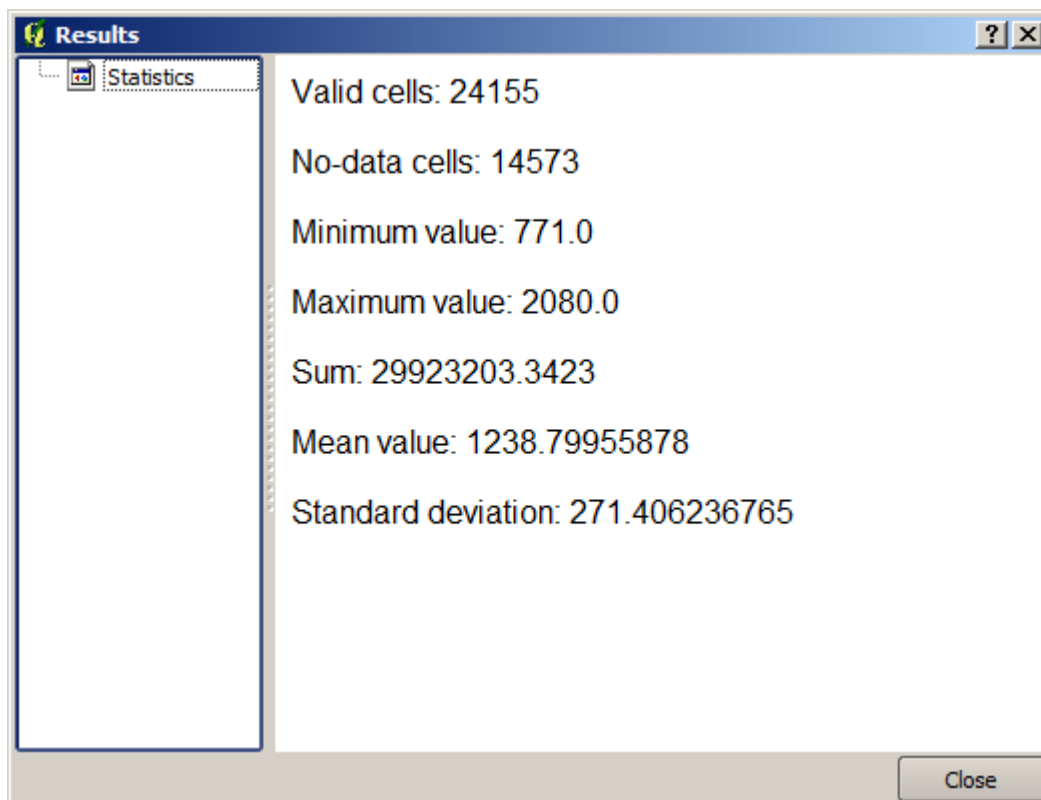 Results
Statistics
Valid cells: 24155
No-data cells: 14573
Minimum value: 771.0
Maximum value: 2080.0
Sum: 29923203.3423
Mean value: 1238.79955878
Standard deviation: 271.406236765
Close